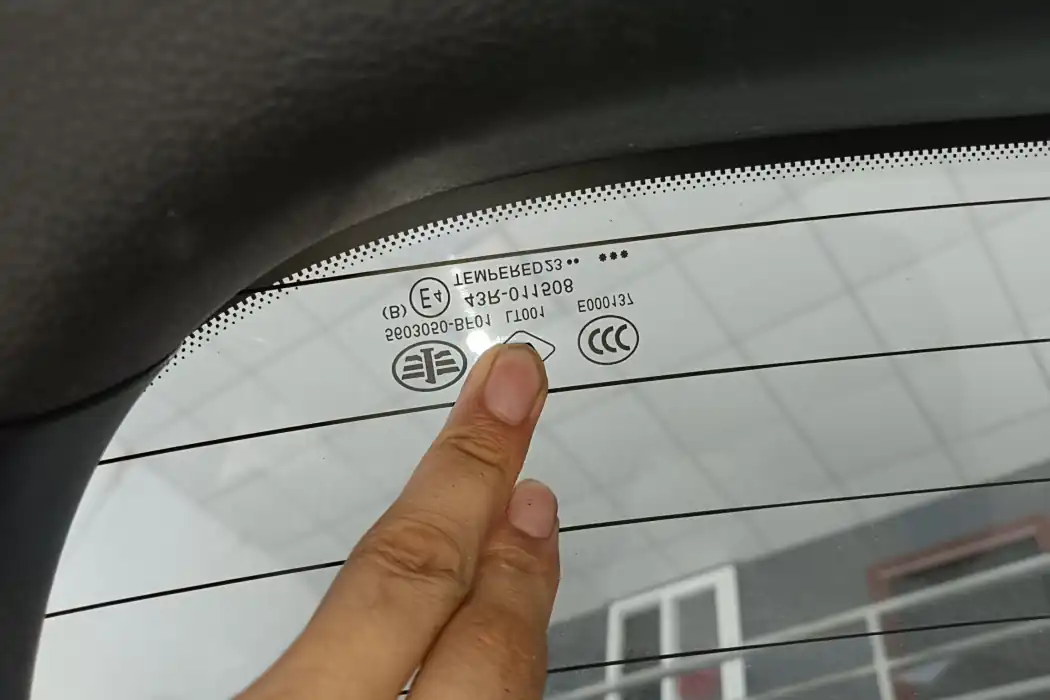 CCC
5603050-BF01 LT001 E000137
(B) E4 43R-011508
TEMPERED23•• •••